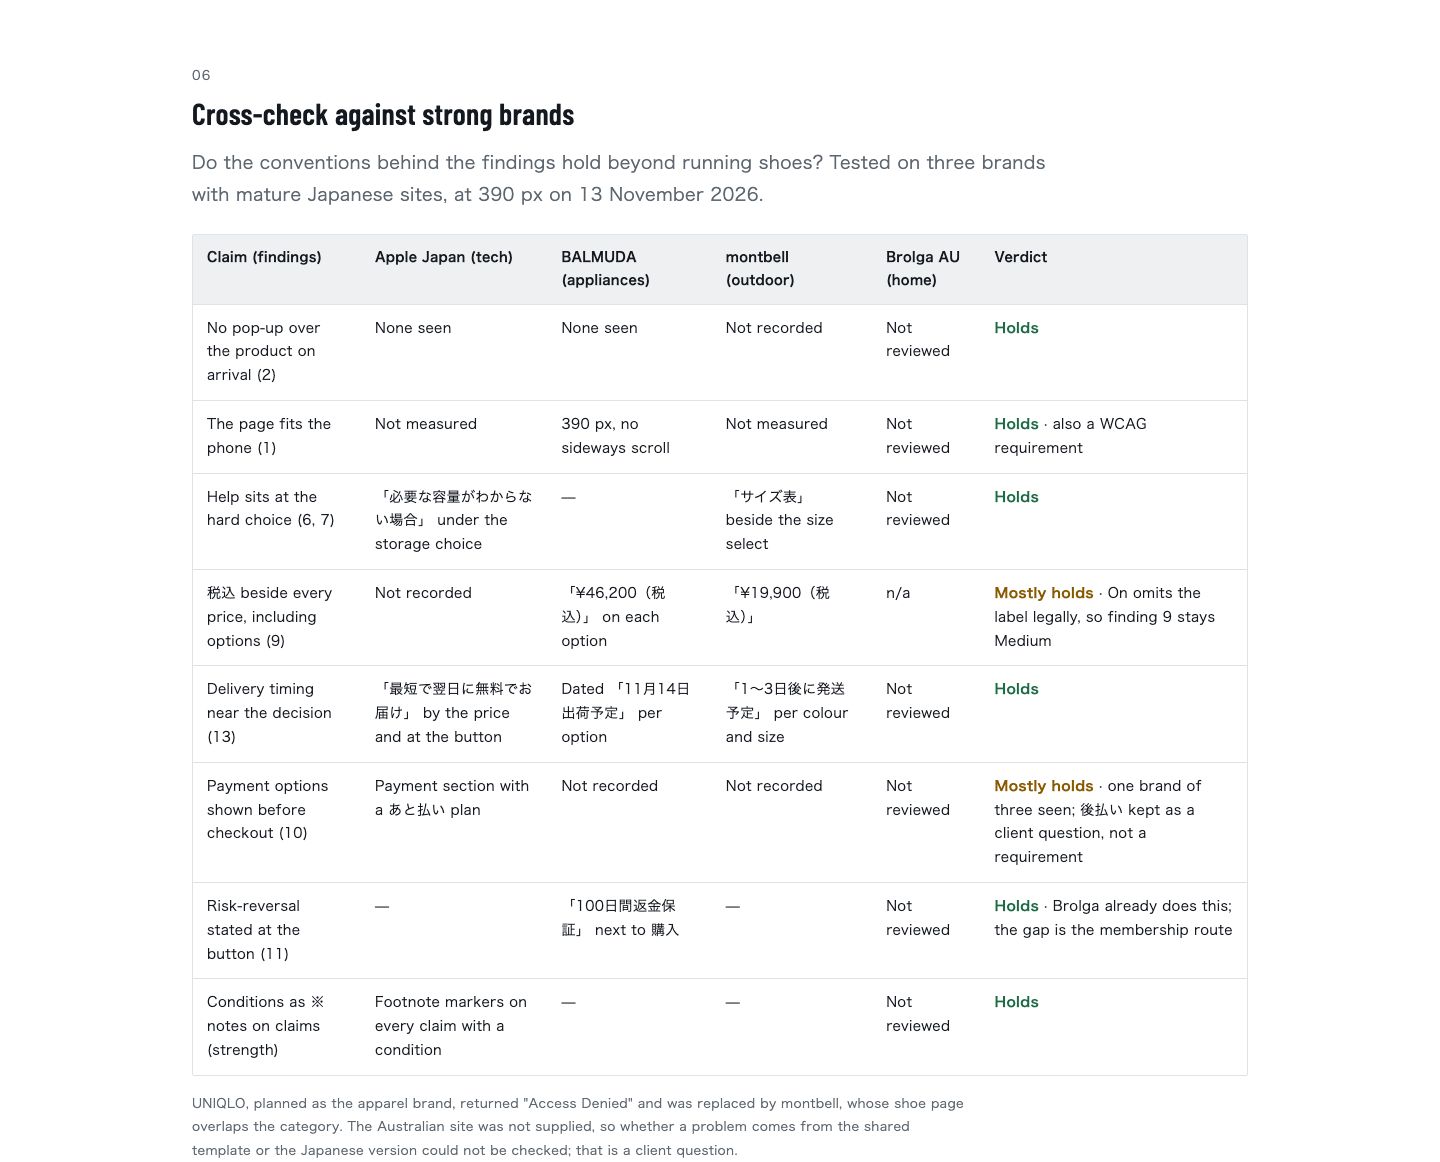 06
Cross-check against strong brands
Do the conventions behind the findings hold beyond running shoes? Tested on three brands
with mature Japanese sites, at 390 px on 13 November 2026.
Claim (findings)
Apple Japan (tech)
BALMUDA
(appliances)
montbell
(outdoor)
Brolga AU
(home)
Verdict
No pop-up over
the product on
arrival (2)
None seen
None seen
Not recorded
Not
reviewed
Holds
The page fits the
phone (1)
Not measured
390 px, no
sideways scroll
Not measured
Not
reviewed
Holds · also a WCAG
requirement
Help sits at the
hard choice (6, 7)
「必要な容量がわからな
い場合」 under the
storage choice
—
「サイズ表」
beside the size
select
Not
reviewed
Holds
税込 beside every
price, including
options (9)
Not recorded
「¥46,200（税
込）」 on each
option
「¥19,900（税
込）」
n/a
Mostly holds · On omits the
label legally, so finding 9 stays
Medium
Delivery timing
near the decision
(13)
「最短で翌日に無料でお
届け」 by the price
and at the button
Dated 「11月14日
出荷予定」 per
option
「1〜3日後に発送
予定」 per colour
and size
Not
reviewed
Holds
Payment options
shown before
checkout (10)
Payment section with
a あと払い plan
Not recorded
Not recorded
Not
reviewed
Mostly holds · one brand of
three seen; 後払い kept as a
client question, not a
requirement
Risk-reversal
stated at the
button (11)
—
「100日間返金保
証」 next to 購入
—
Not
reviewed
Holds · Brolga already does this;
the gap is the membership route
Conditions as ※
notes on claims
(strength)
Footnote markers on
every claim with a
condition
—
—
Not
reviewed
Holds
UNIQLO, planned as the apparel brand, returned "Access Denied" and was replaced by montbell, whose shoe page
overlaps the category. The Australian site was not supplied, so whether a problem comes from the shared
template or the Japanese version could not be checked; that is a client question.